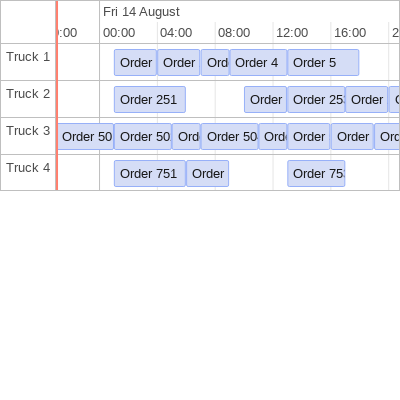 Fri 14 August
:00 00:00 04:00 08:00 12:00 16:00 2
Truck 1 Order Order Ord Order 4 Order 5
Truck 2 Order 251 Order Order 25 Order
Truck 3 Order 50 Order 50 Ord Order 50 Ord Order Order Ord
Truck 4 Order 751 Order Order 75